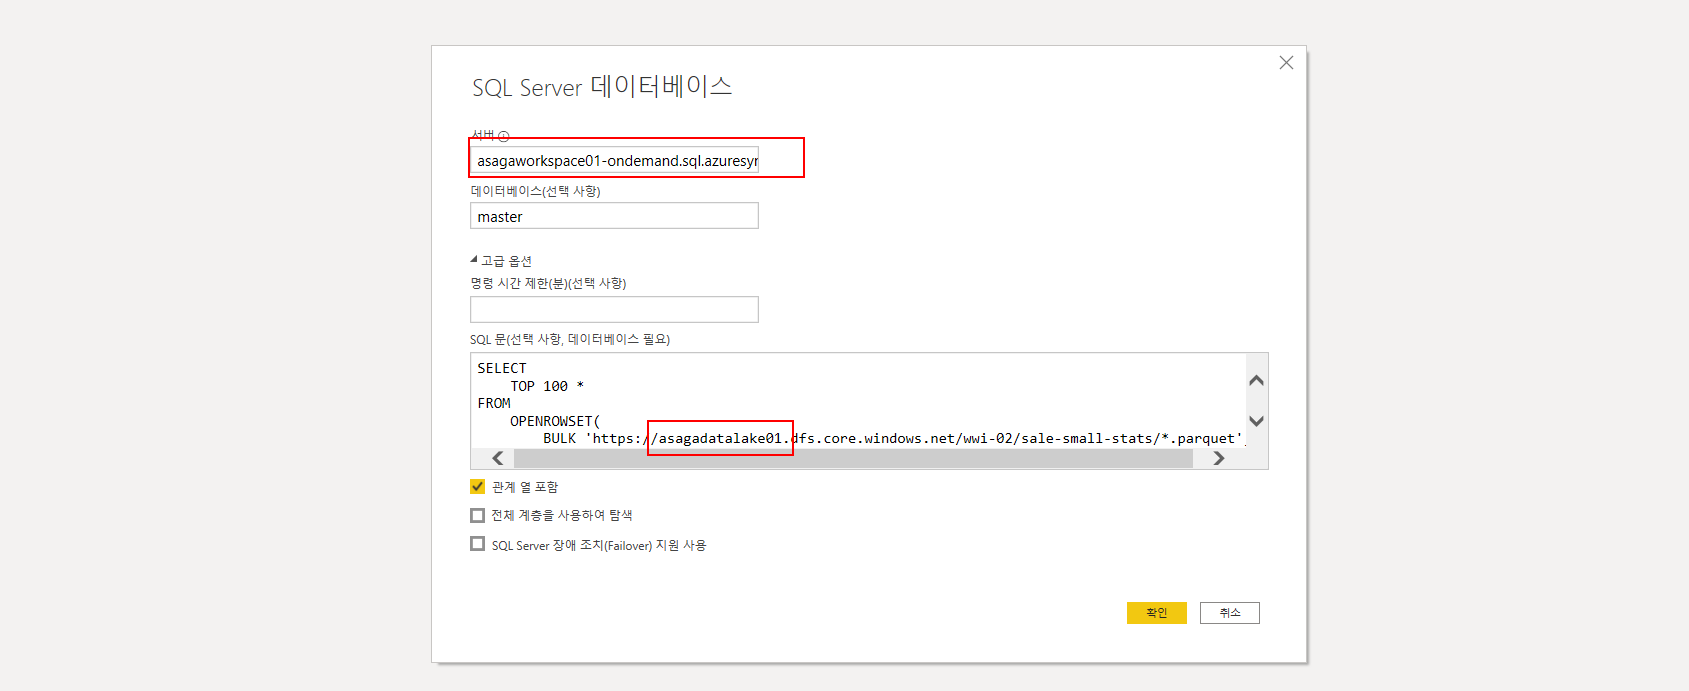 SQL Server 데이터베이스
서버
asagaworkspace01-ondemand.sql.azuresyn
데이터베이스(선택 사항)
master
고급 옵션
명령 시간 제한(분)(선택 사항)
SQL 문(선택 사항, 데이터베이스 필요)
SELECT
TOP 100 *
FROM
OPENROWSET(
BULK 'https://asagadatalake01.dfs.core.windows.net/wwi-02/sale-small-stats/*.parquet',
관계 열 포함
전체 계층을 사용하여 탐색
SQL Server 장애 조치(Failover) 지원 사용
확인
취소